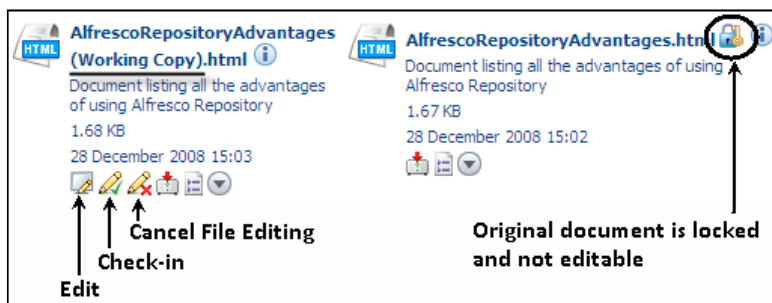 HTML
AlfrescoRepositoryAdvantages
(Working Copy).html
Document listing all the advantages
of using Alfresco Repository
1.68 KB
28 December 2008 15:03
Cancel File Editing
Check-in
Edit
HTML
AlfrescoRepositoryAdvantages.html
Document listing all the advantages of using
Alfresco Repository
1.67 KB
28 December 2008 15:02
Original document is locked
and not editable